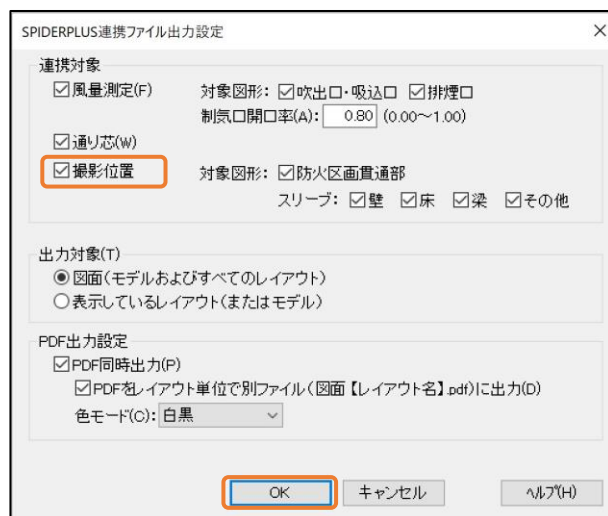 SPIDERPLUS連携ファイル出力設定
連携対象
風量測定(F) 対象図形: 吹出口・吸込口 排煙口
制気口開口率(A): 0.80 (0.00～1.00)
通り芯(W)
撮影位置 対象図形: 防火区画貫通部
スリーブ: 壁 床 梁 その他
出力対象(T)
図面(モデルおよびすべてのレイアウト)
表示しているレイアウト(またはモデル)
PDF出力設定
PDF同時出力(P)
PDFをレイアウト単位で別ファイル(図面【レイアウト名】.pdf)に出力(D)
色モード(C): 白黒
OK キャンセル ヘルプ(H)